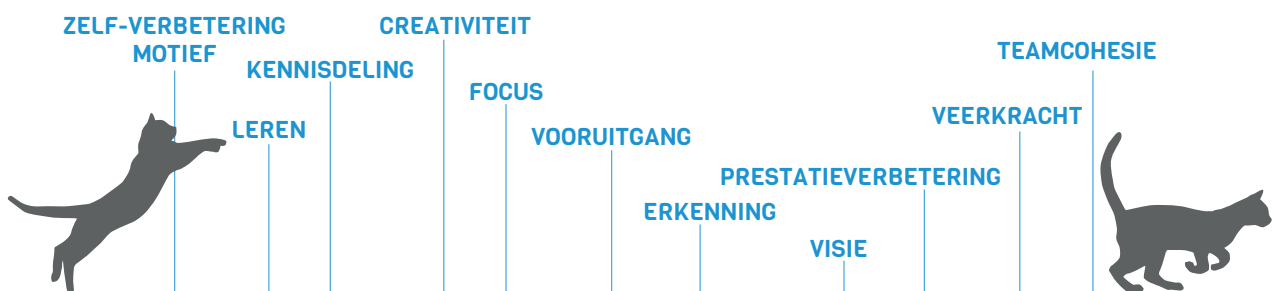 ZELF-VERBETERING
MOTIEF
KENNISDELING
LEREN
CREATIVITEIT
FOCUS
VOORUITGANG
ERKENNING
PRESTATIEVERBETERING
VISIE
VEERKRACHT
TEAMCOHESIE